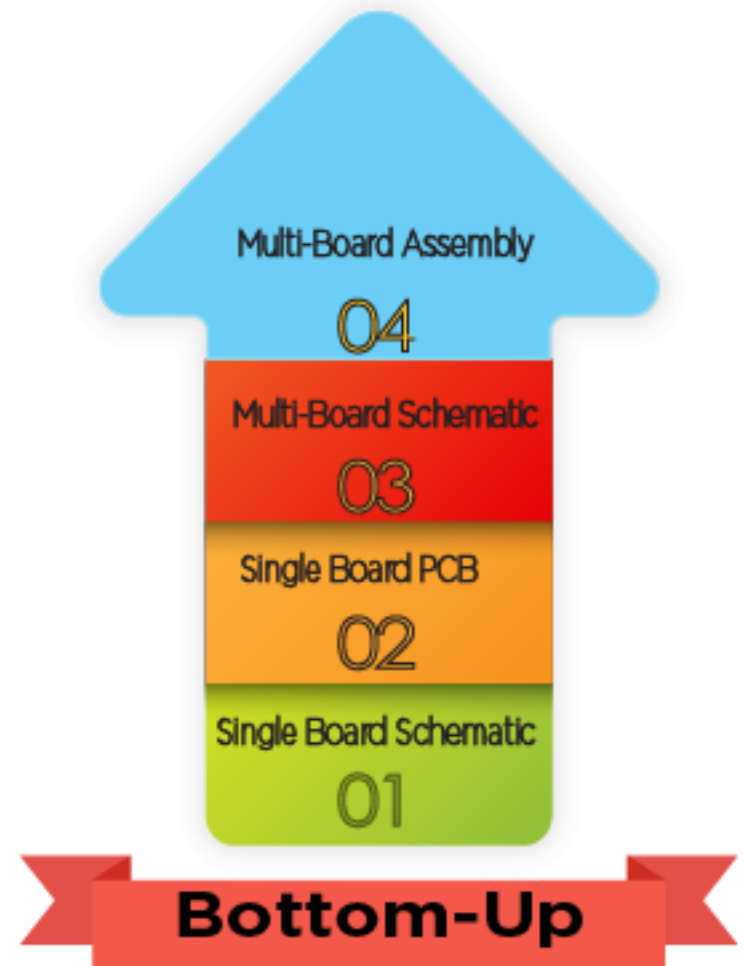 Multi-Board Assembly
04
Multi-Board Schematic
03
Single Board PCB
02
Single Board Schematic
01
Bottom-Up